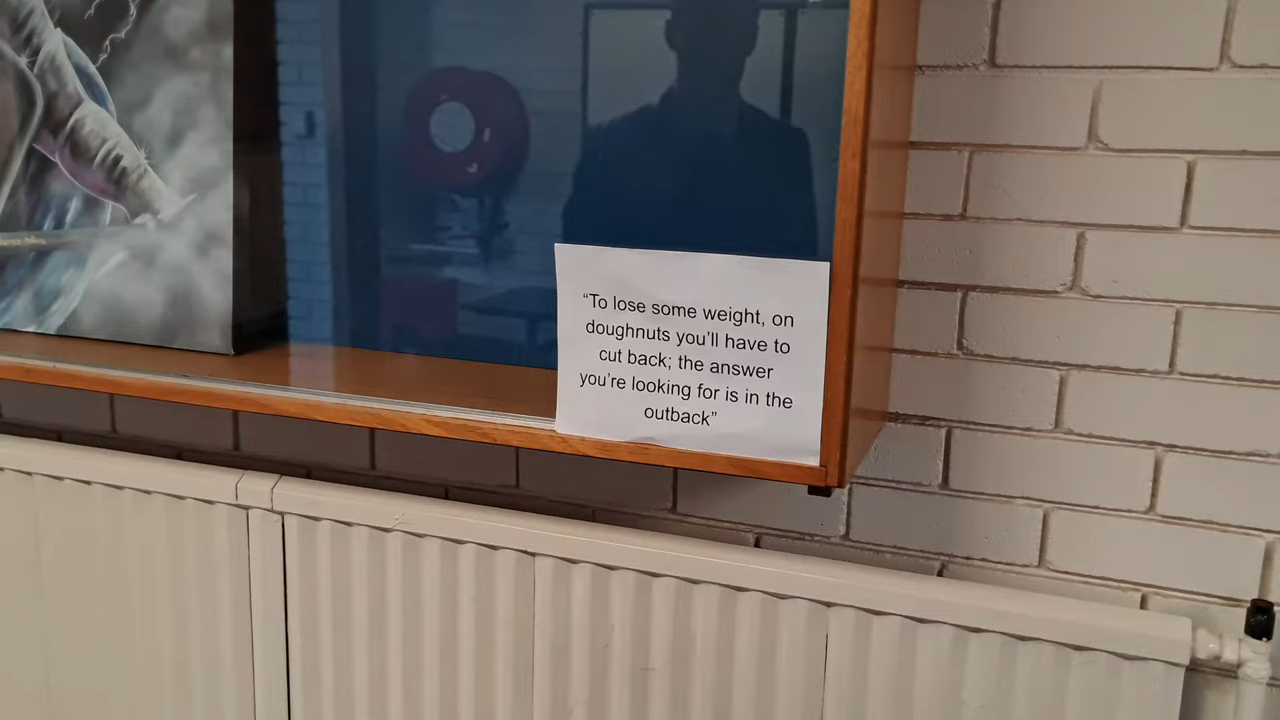 “To lose some weight, on
doughnuts you’ll have to
cut back; the answer
you’re looking for is in the
outback”